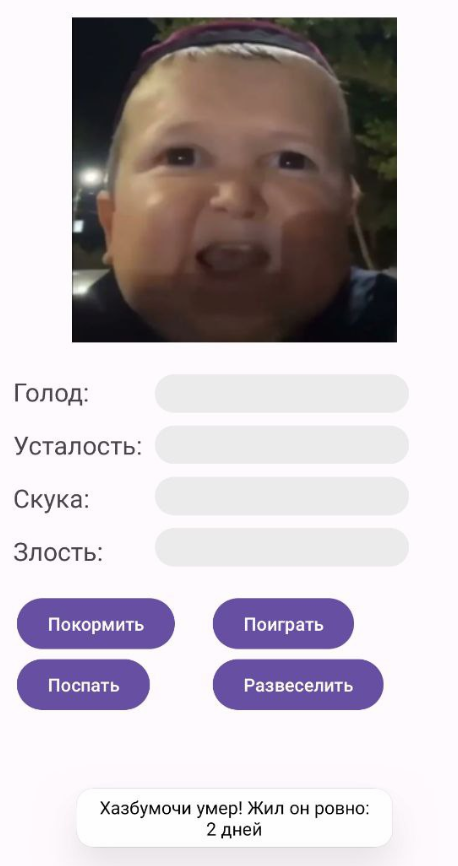 Голод:
Усталость:
Скука:
Злость:
Покормить
Поиграть
Поспать
Развеселить
Хазбумочи умер! Жил он ровно:
2 дней